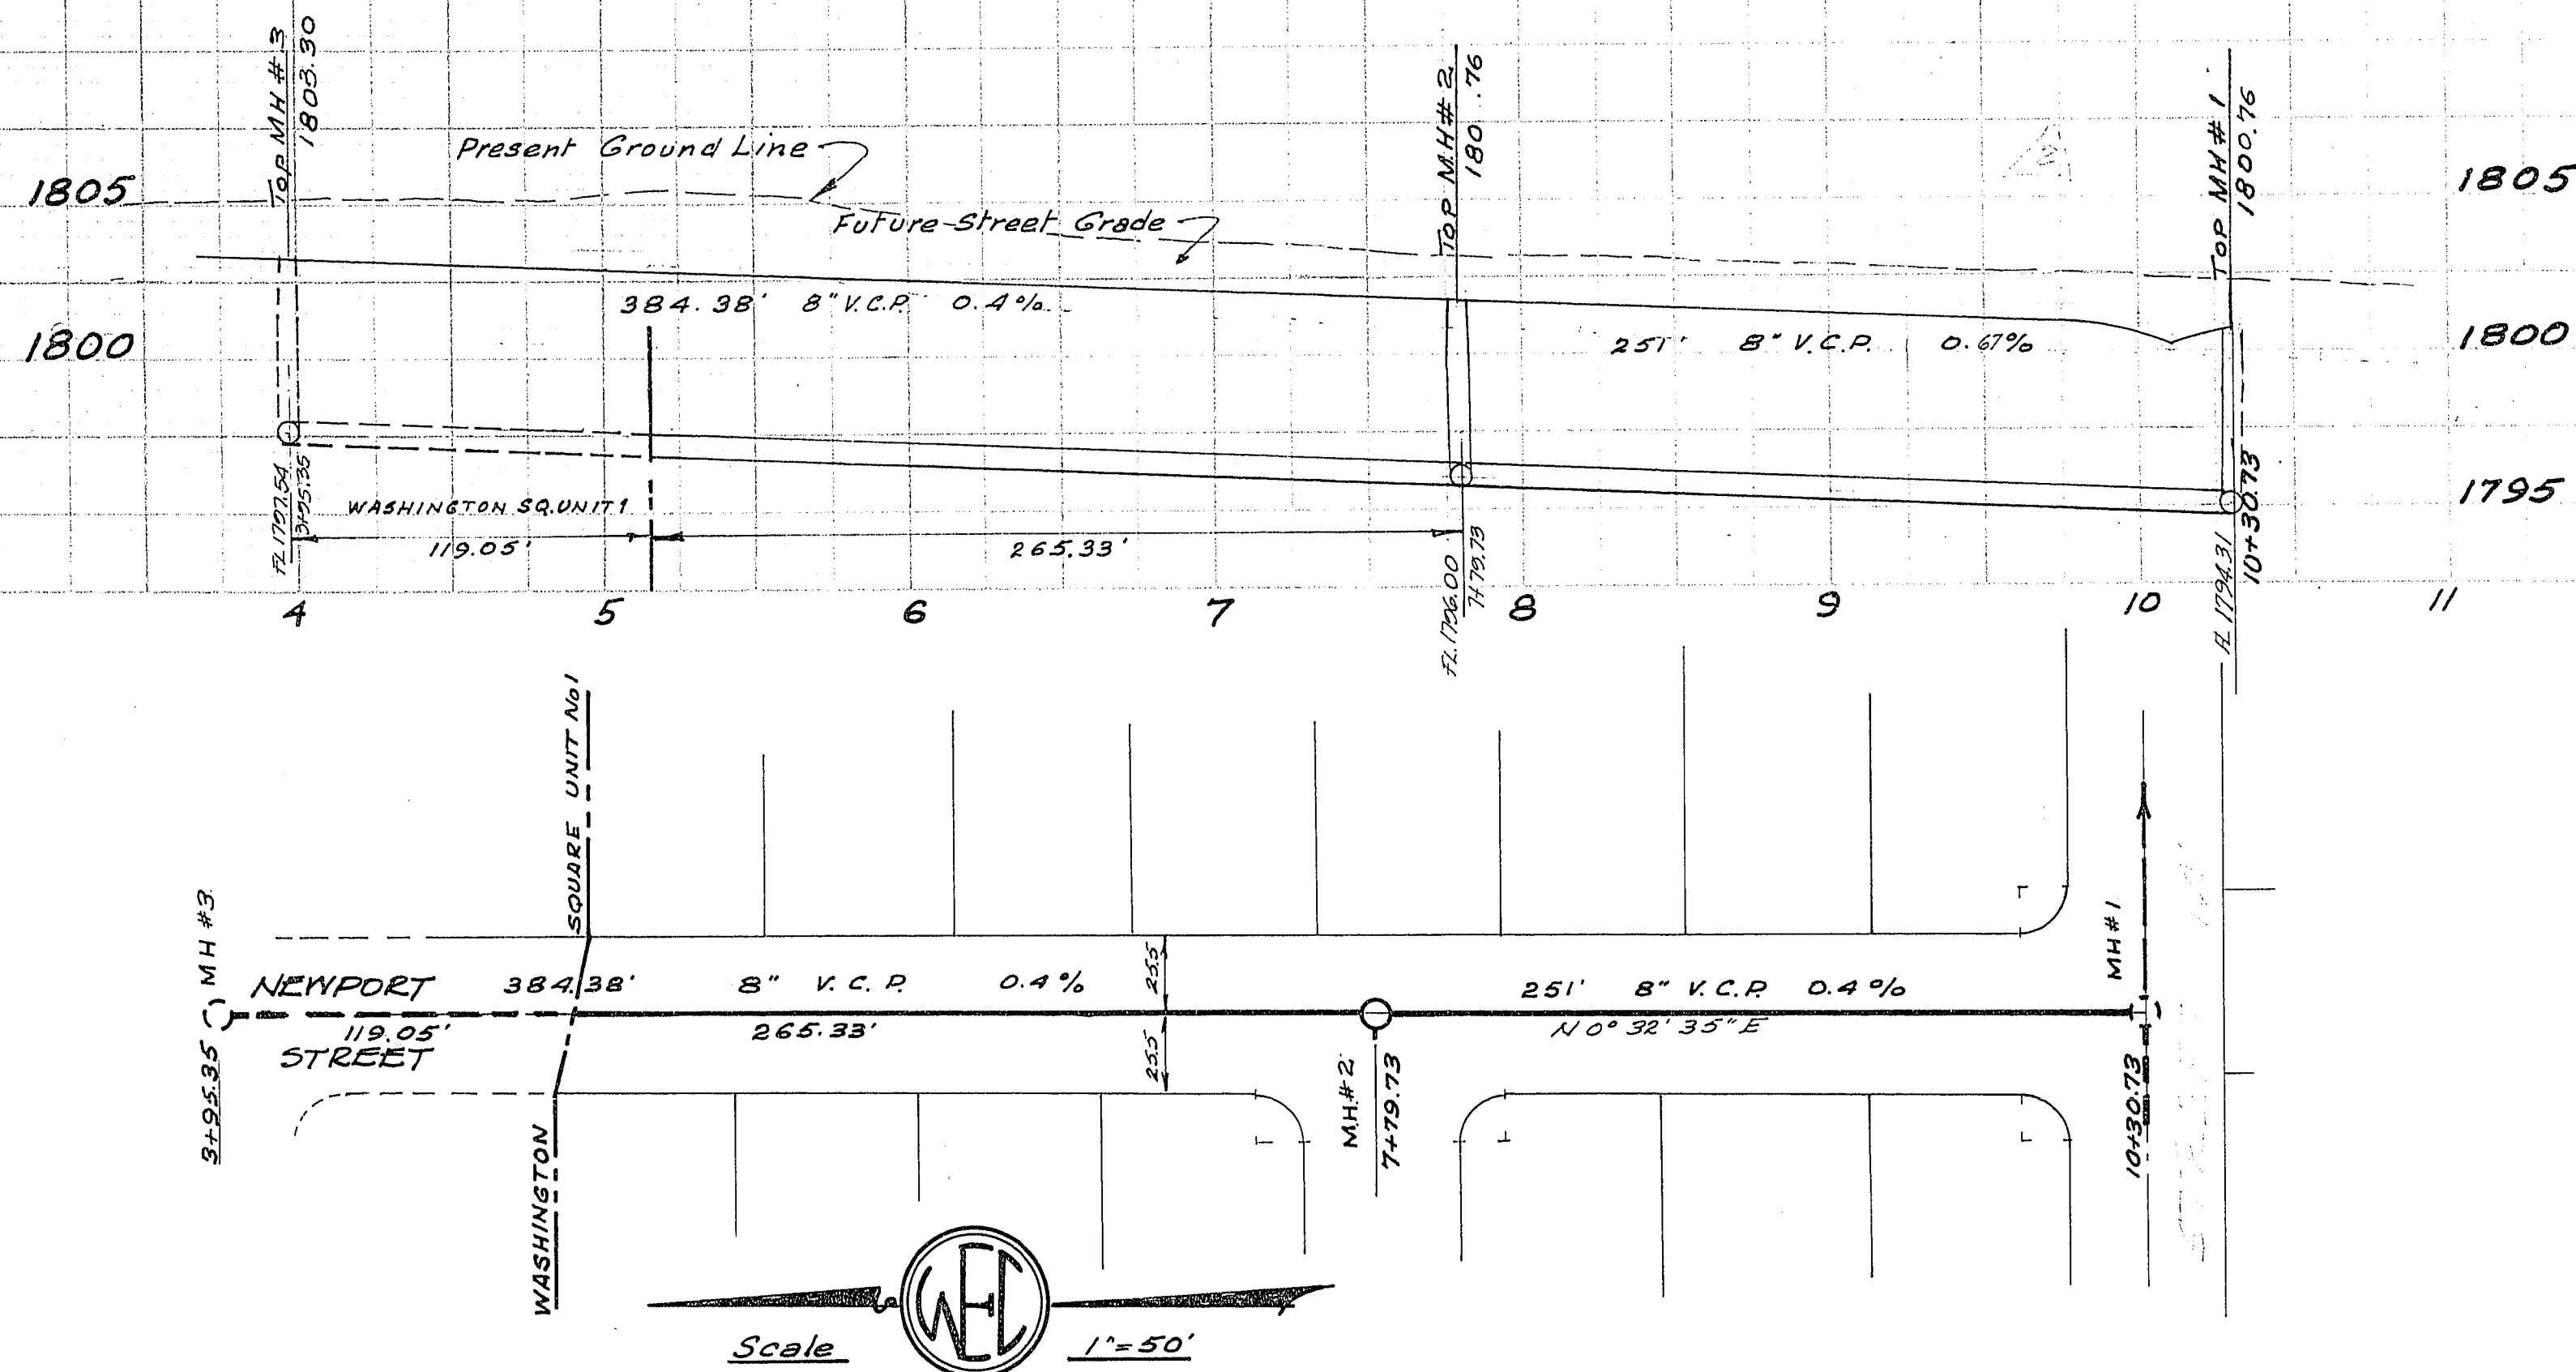 TOP MH # 3
1803.30
TOP M.H # 2
180 .76
TOP MH # 1
1800.76
Present Ground Line
1805
1805
Future Street Grade
384.38' 8" V.C.P. 0.4%
1800
251' 8" V.C.P. 0.67%
1800
FL 1797.54
3+95.35
WASHINGTON SQ. UNIT 1
1795
119.05'
265.33'
FL. 1796.00
7+79.73
FL 1794.31
10+30.73
4 5 6 7 8 9 10 11
SQUARE UNIT No 1
MH #3
3+95.35
NEWPORT
384.38' 8" V. C. P. 0.4%
25.5
251' 8" V.C.P. 0.4%
MH #1
119.05'
265.33'
N 0° 32' 35" E
STREET
25.5
M.H.#2
7+79.73
10+30.73
WASHINGTON
WEC
Scale 1"=50'